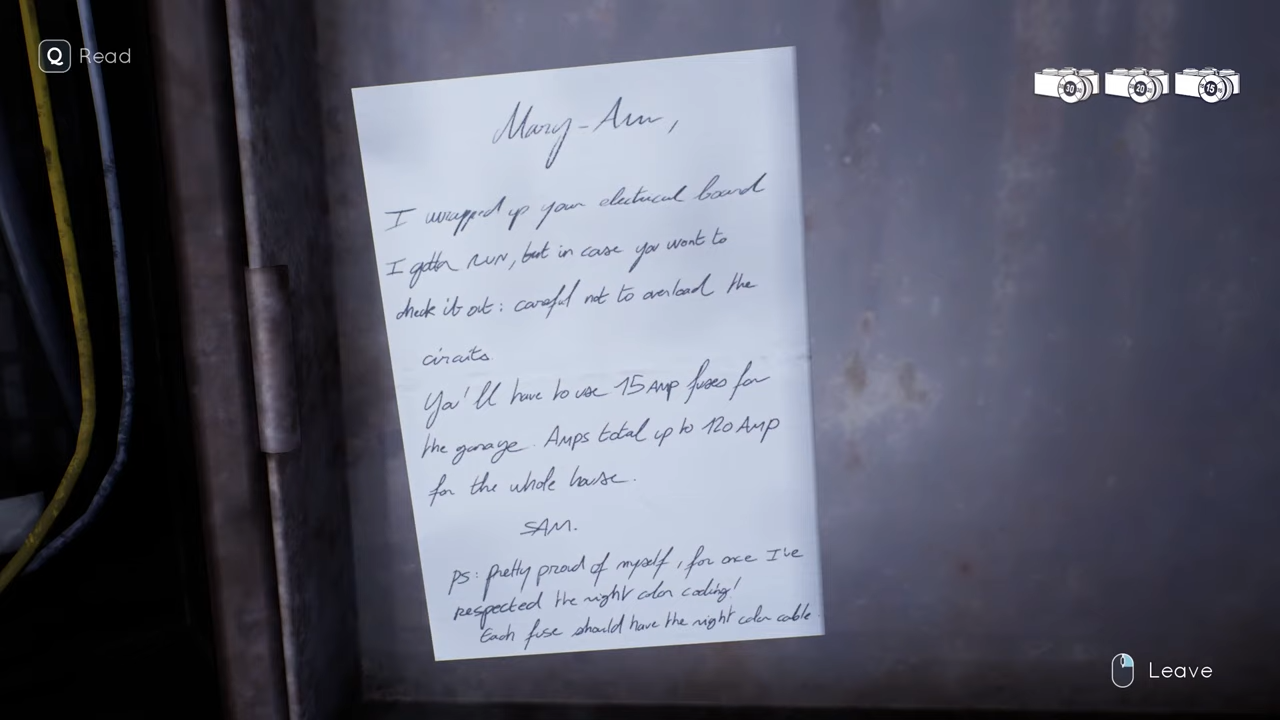 Q Read
30 20 15
Mary-Ann,
I wrapped up your electrical board
I gotta RUN, but in case you want to
check it out: careful not to overload the
circuits.
You'll have to use 15 AMP fuses for
the garage. Amps total up to 120 AMP
for the whole house.
SAM.
PS: pretty proud of myself, for once I've
respected the right color coding!
Each fuse should have the right color cable.
Leave